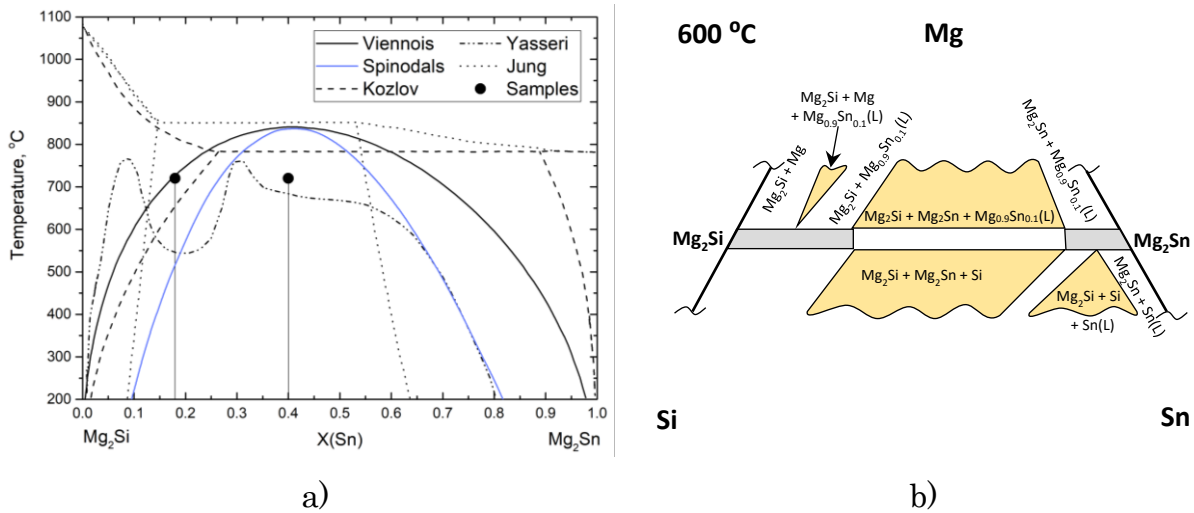 1100
1000
900
800
700
600
500
400
300
200
Temperature, °C
Viennois
Spinodals
Kozlov
Yasseri
Jung
Samples
0.0 0.1 0.2 0.3 0.4 0.5 0.6 0.7 0.8 0.9 1.0
Mg₂Si X(Sn) Mg₂Sn
a)
600 ⁰C
Mg
Mg₂Si + Mg
+ Mg₀.₉Sn₀.₁(L)
Mg₂Si + Mg
Mg₂Si + Mg₀.₉Sn₀.₁(L)
Mg₂Sn + Mg₀.₉Sn₀.₁(L)
Mg₂Si + Mg₂Sn + Mg₀.₉Sn₀.₁(L)
Mg₂Si
Mg₂Sn
Mg₂Si + Mg₂Sn + Si
Mg₂Si + Si
+ Sn(L)
Mg₂Sn + Sn(L)
Si
Sn
b)